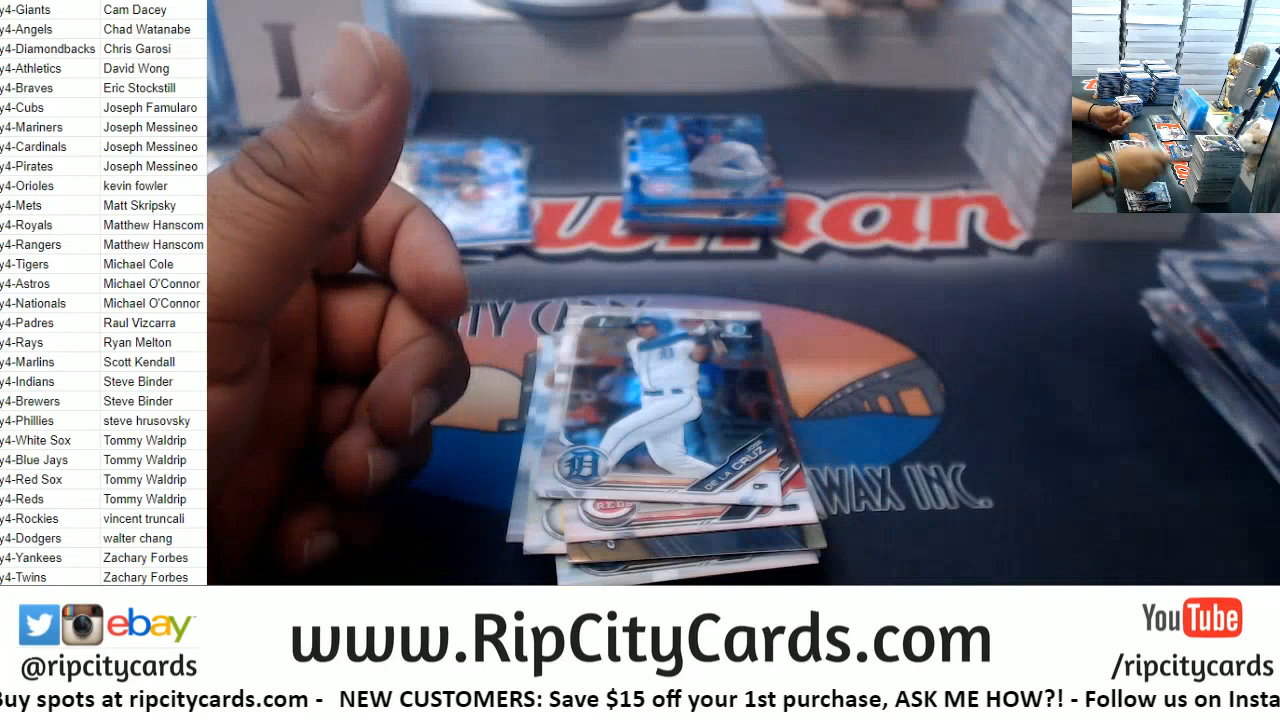 y4-Giants Cam Dacey
y4-Angels Chad Watanabe
y4-Diamondbacks Chris Garosi
y4-Athletics David Wong
y4-Braves Eric Stockstill
y4-Cubs Joseph Famularo
y4-Mariners Joseph Messineo
y4-Cardinals Joseph Messineo
y4-Pirates Joseph Messineo
y4-Orioles kevin fowler
y4-Mets Matt Skripsky
y4-Royals Matthew Hanscom
y4-Rangers Matthew Hanscom
y4-Tigers Michael Cole
y4-Astros Michael O'Connor
y4-Nationals Michael O'Connor
y4-Padres Raul Vizcarra
y4-Rays Ryan Melton
y4-Marlins Scott Kendall
y4-Indians Steve Binder
y4-Brewers Steve Binder
y4-Phillies steve hrusovsky
y4-White Sox Tommy Waldrip
y4-Blue Jays Tommy Waldrip
y4-Red Sox Tommy Waldrip
y4-Reds Tommy Waldrip
y4-Rockies vincent truncali
y4-Dodgers walter chang
y4-Yankees Zachary Forbes
y4-Twins Zachary Forbes
WAX INC.
DE LA CRUZ
REDS
ebay
@ripcitycards
www.RipCityCards.com
YouTube
/ripcitycards
Buy spots at ripcitycards.com - NEW CUSTOMERS: Save $15 off your 1st purchase, ASK ME HOW?! - Follow us on Insta